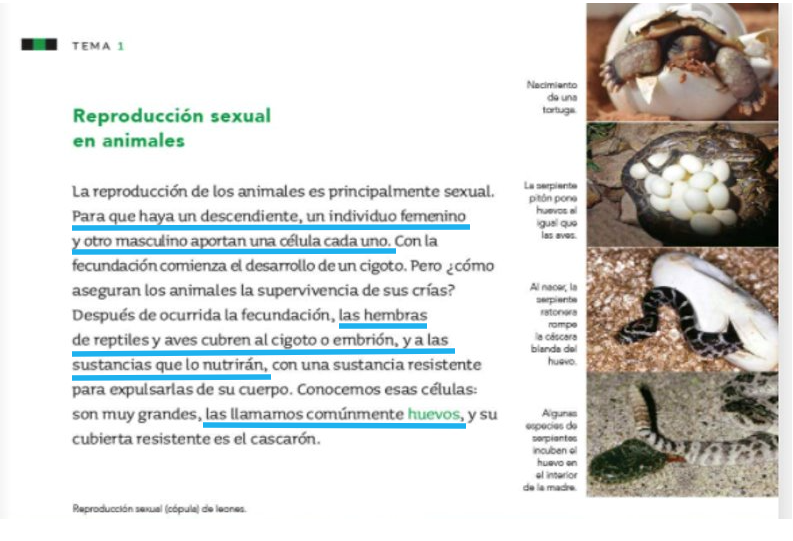 TEMA 1
Reproducción sexual
en animales
La reproducción de los animales es principalmente sexual.
Para que haya un descendiente, un individuo femenino
y otro masculino aportan una célula cada uno. Con la
fecundación comienza el desarrollo de un cigoto. Pero ¿cómo
aseguran los animales la supervivencia de sus crías?
Después de ocurrida la fecundación, las hembras
de reptiles y aves cubren al cigoto o embrión, y a las
sustancias que lo nutrirán, con una sustancia resistente
para expulsarlas de su cuerpo. Conocemos esas células:
son muy grandes, las llamamos comúnmente huevos, y su
cubierta resistente es el cascarón.
Reproducción sexual (cópula) de leones.
Nacimiento
de una
tortuga.
La serpiente
pitón pone
huevos al
igual que
las aves.
Al nacer, la
serpiente
ratonera
rompe
la cáscara
blanda del
huevo.
Algunas
especies de
serpientes
incuban el
huevo en
el interior
de la madre.